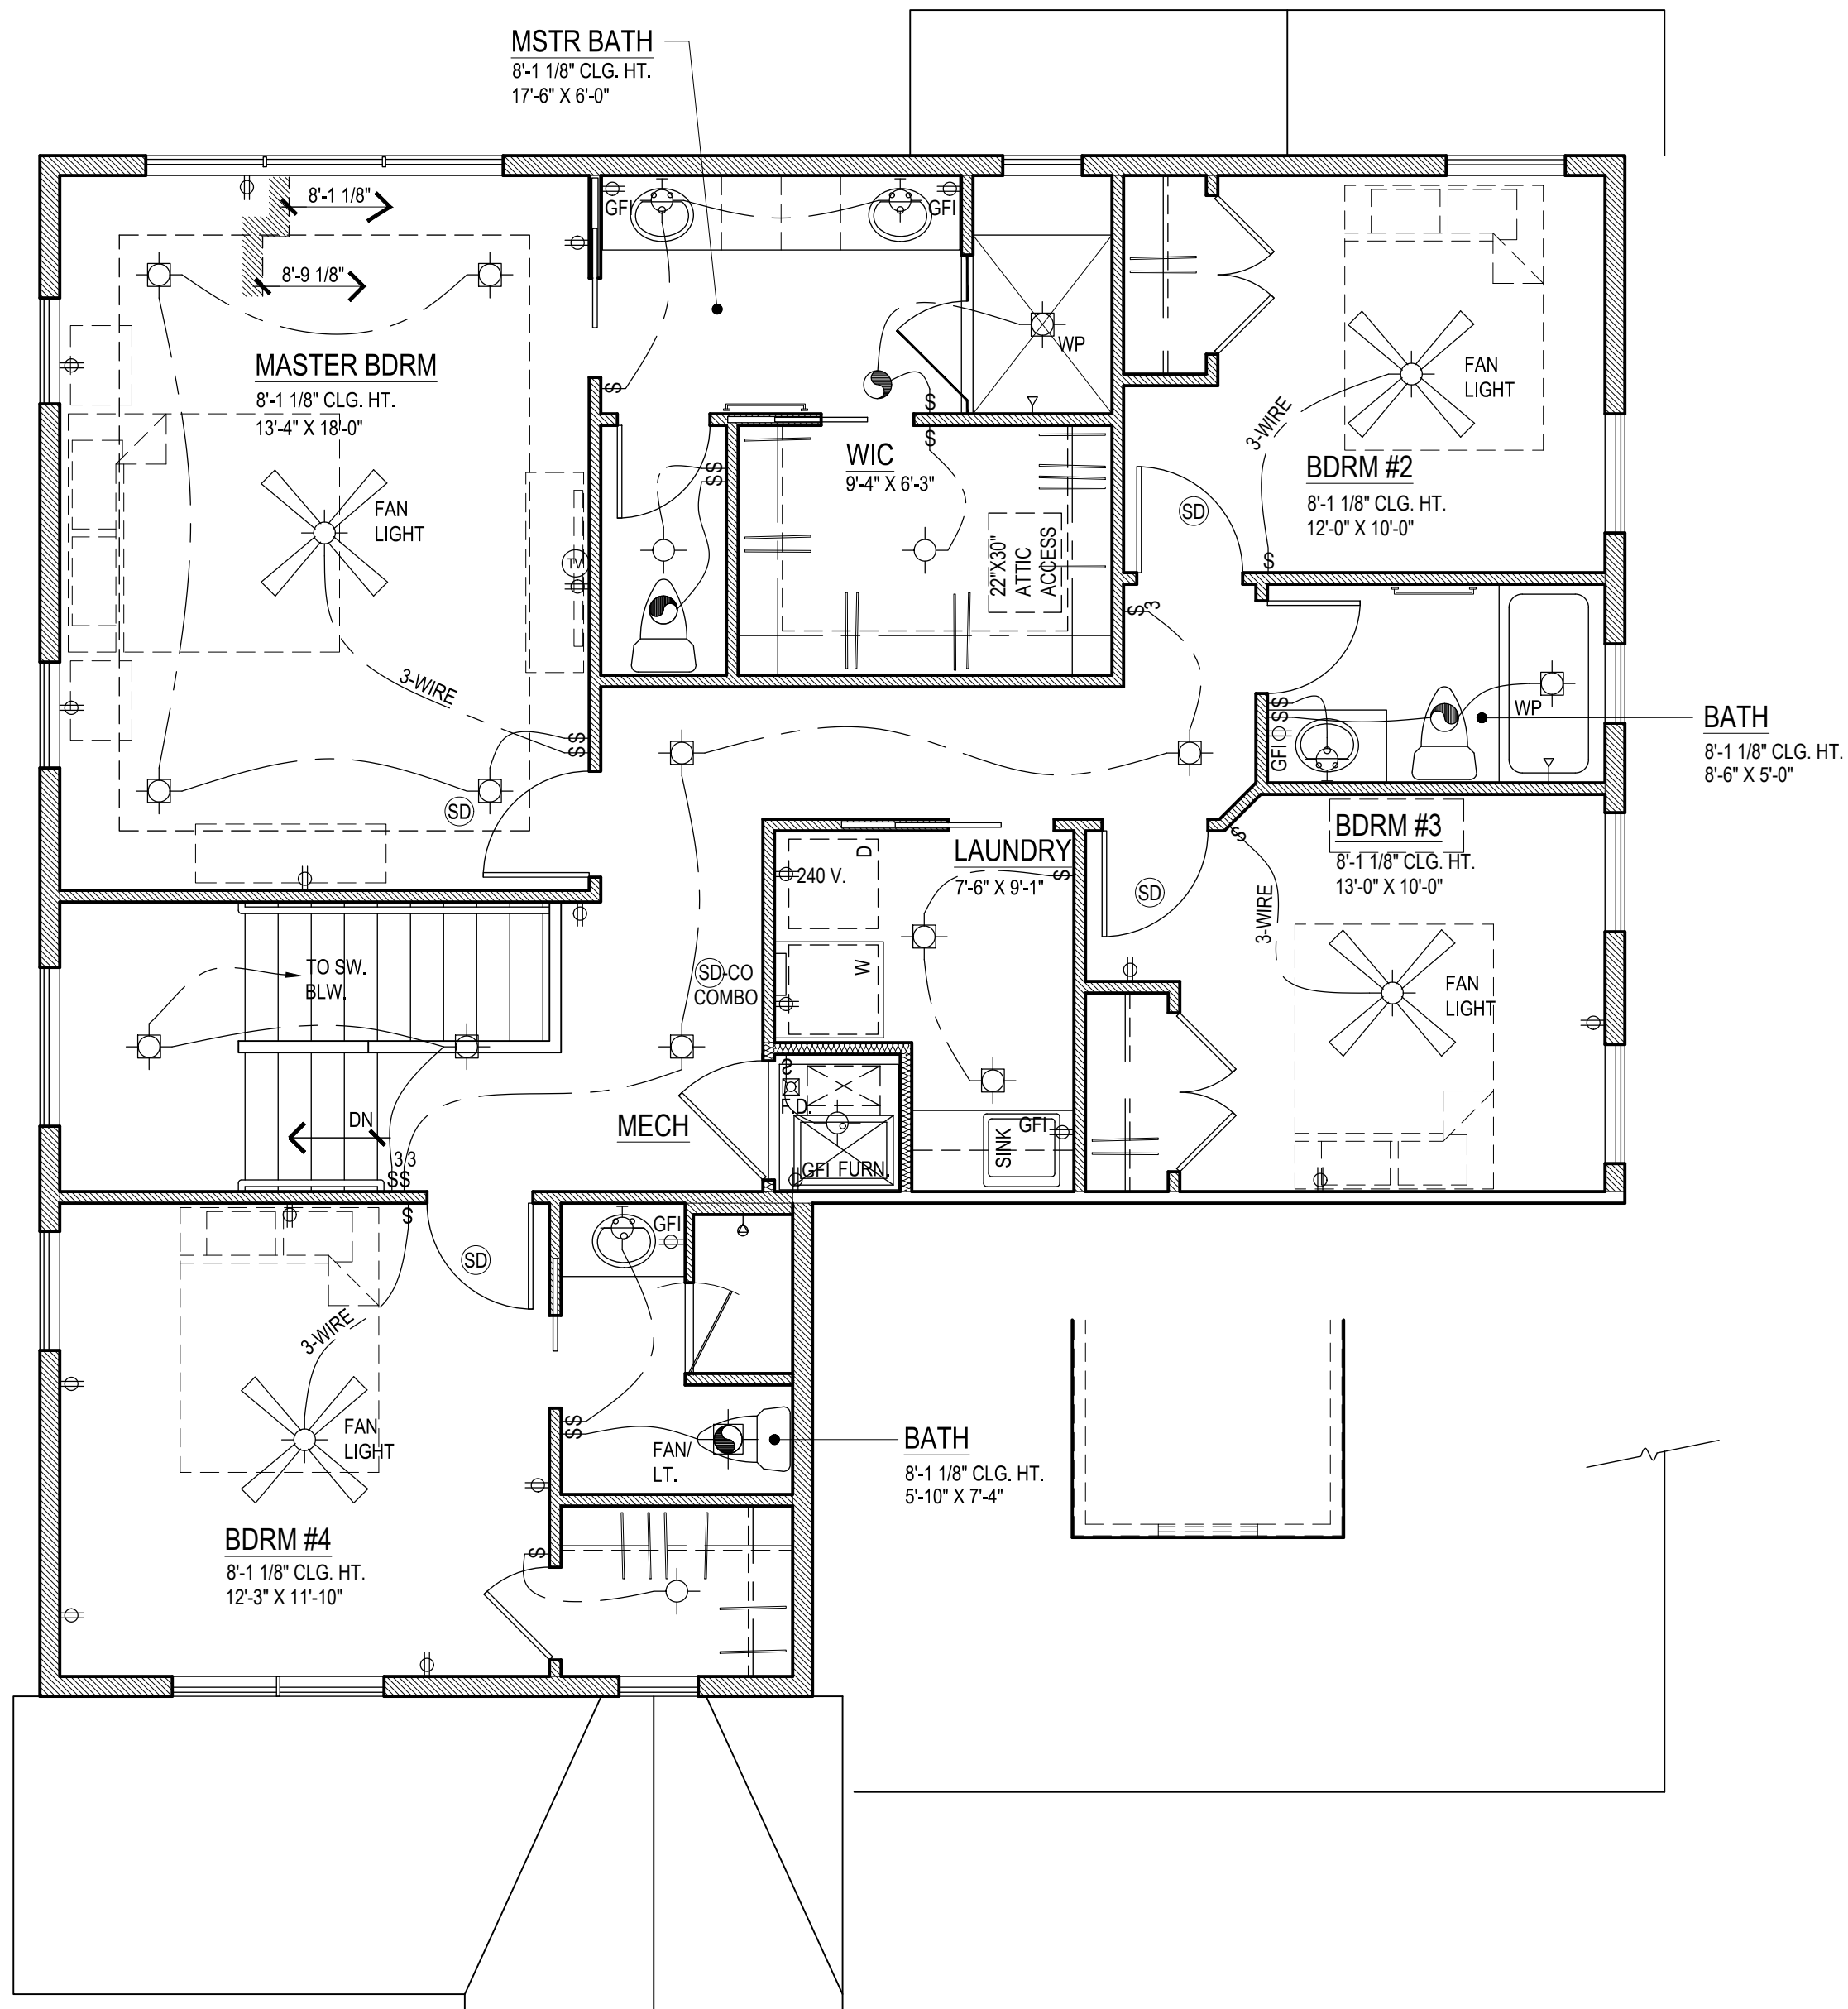 MSTR BATH
8'-1 1/8" CLG. HT.
17'-6" X 6'-0"
8'-1 1/8"
8'-9 1/8"
GFI
GFI
WP
MASTER BDRM
8'-1 1/8" CLG. HT.
13'-4" X 18'-0"
FAN
LIGHT
TV
3-WIRE
S
S
SD
S
S
S
S
S
WIC
9'-4" X 6'-3"
22"X30"
ATTIC
ACCESS
FAN
LIGHT
3-WIRE
BDRM #2
8'-1 1/8" CLG. HT.
12'-0" X 10'-0"
S
SD
S3
S
S
GFI
WP
BATH
8'-1 1/8" CLG. HT.
8'-6" X 5'-0"
BDRM #3
8'-1 1/8" CLG. HT.
13'-0" X 10'-0"
S
3-WIRE
FAN
LIGHT
SD
LAUNDRY
7'-6" X 9'-1"
S
D
240 V.
W
SD-CO
COMBO
TO SW.
BLW.
DN
33
SS
MECH
S
F.D.
GFI FURN.
SINK
GFI
S
SD
3-WIRE
FAN
LIGHT
GFI
S
S
FAN/
LT.
BATH
8'-1 1/8" CLG. HT.
5'-10" X 7'-4"
BDRM #4
8'-1 1/8" CLG. HT.
12'-3" X 11'-10"
S